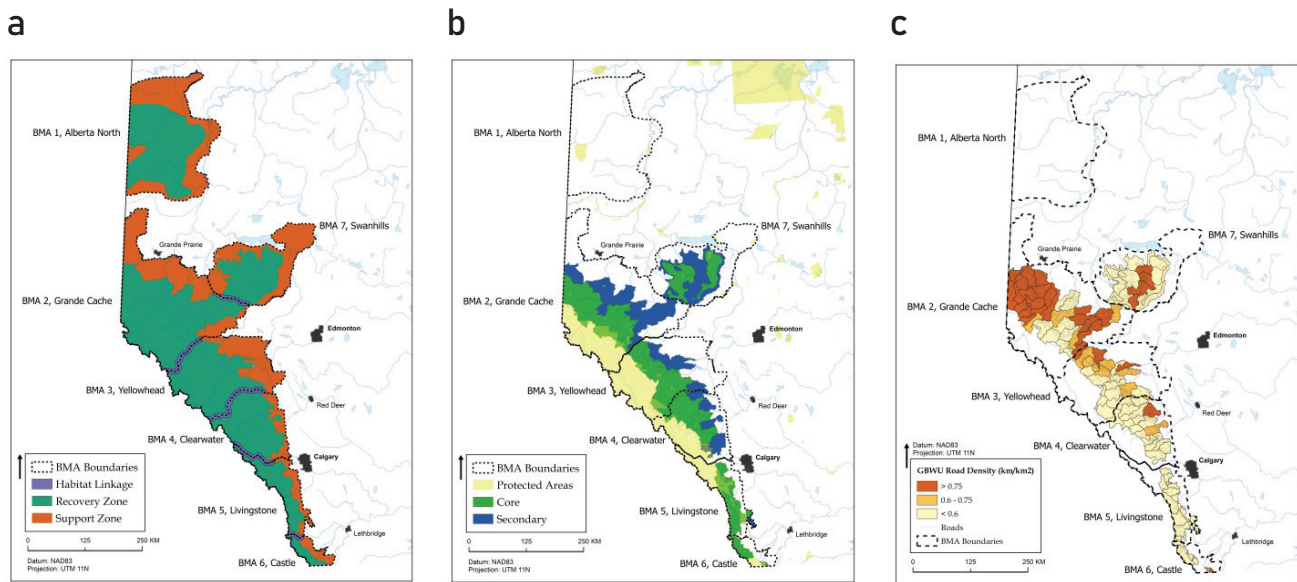 a
BMA 1, Alberta North
BMA 7, Swanhills
Grande Prairie
BMA 2, Grande Cache
Edmonton
BMA 3, Yellowhead
Red Deer
BMA 4, Clearwater
Calgary
BMA Boundaries
Habitat Linkage
Recovery Zone
Support Zone
BMA 5, Livingstone
Lethbridge
0 125 250 KM
Datum: NAD83
Projection: UTM 11N
BMA 6, Castle
b
BMA 1, Alberta North
BMA 7, Swanhills
Grande Prairie
BMA 2, Grande Cache
Edmonton
BMA 3, Yellowhead
Red Deer
BMA 4, Clearwater
Calgary
BMA Boundaries
Protected Areas
Core
Secondary
BMA 5, Livingstone
Lethbridge
0 125 250 KM
Datum: NAD83
Projection: UTM 11N
BMA 6, Castle
c
BMA 1, Alberta North
BMA 7, Swanhills
Grande Prairie
BMA 2, Grande Cache
Edmonton
BMA 3, Yellowhead
Red Deer
BMA 4, Clearwater
Datum: NAD83
Projection: UTM 11N
Calgary
GBWU Road Density (km/km2)
> 0.75
0.6 - 0.75
< 0.6
Roads
BMA Boundaries
BMA 5, Livingstone
Lethbridge
0 125 250 KM
BMA 6, Castle